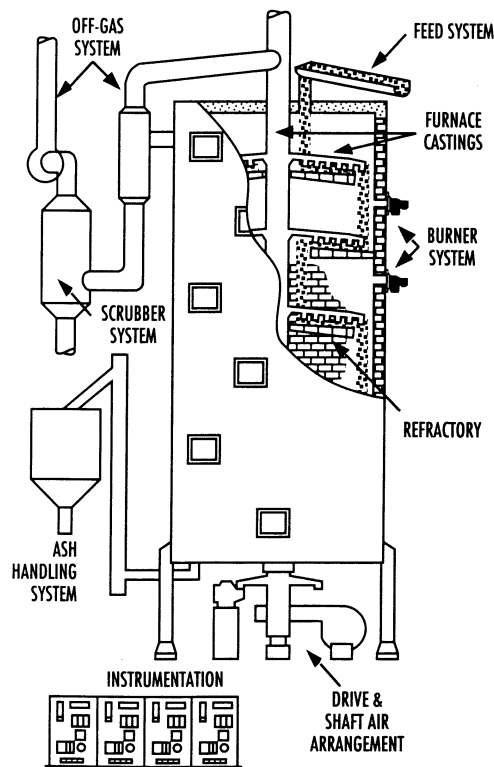 OFF-GAS
SYSTEM
FEED SYSTEM
FURNACE
CASTINGS
BURNER
SYSTEM
SCRUBBER
SYSTEM
REFRACTORY
ASH
HANDLING
SYSTEM
INSTRUMENTATION
DRIVE &
SHAFT AIR
ARRANGEMENT